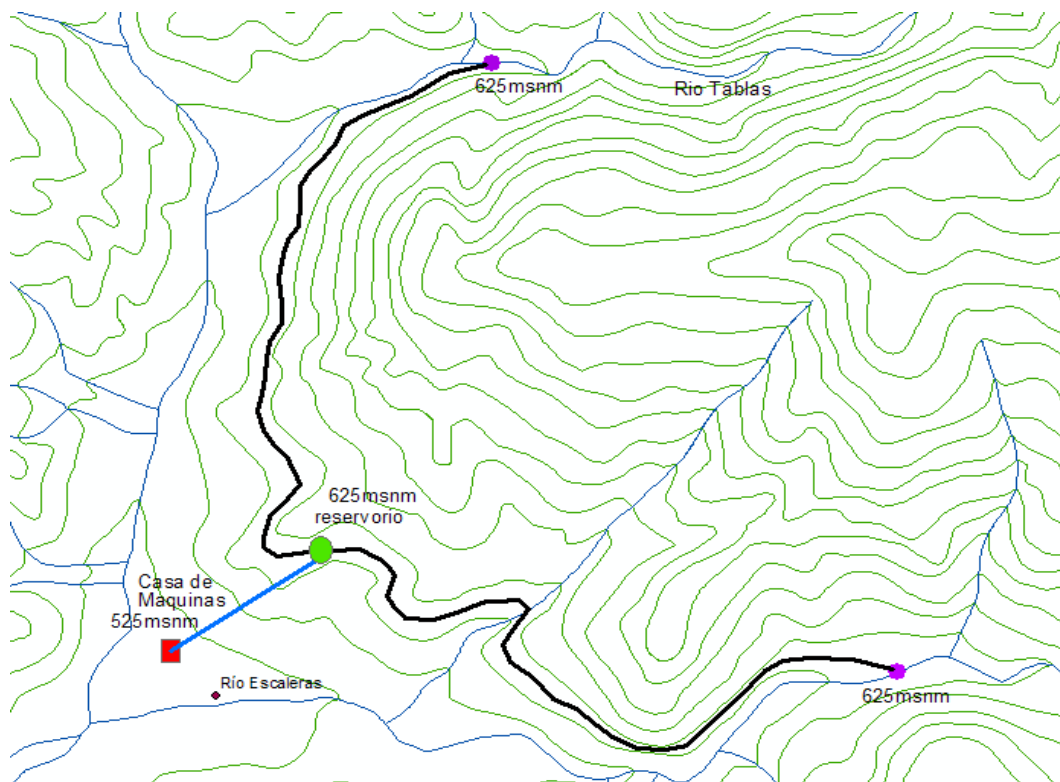 625msnm
Rio Tablas
625msnm
reservorio
Casa de
Maquinas
525msnm
Río Escaleras
625msnm